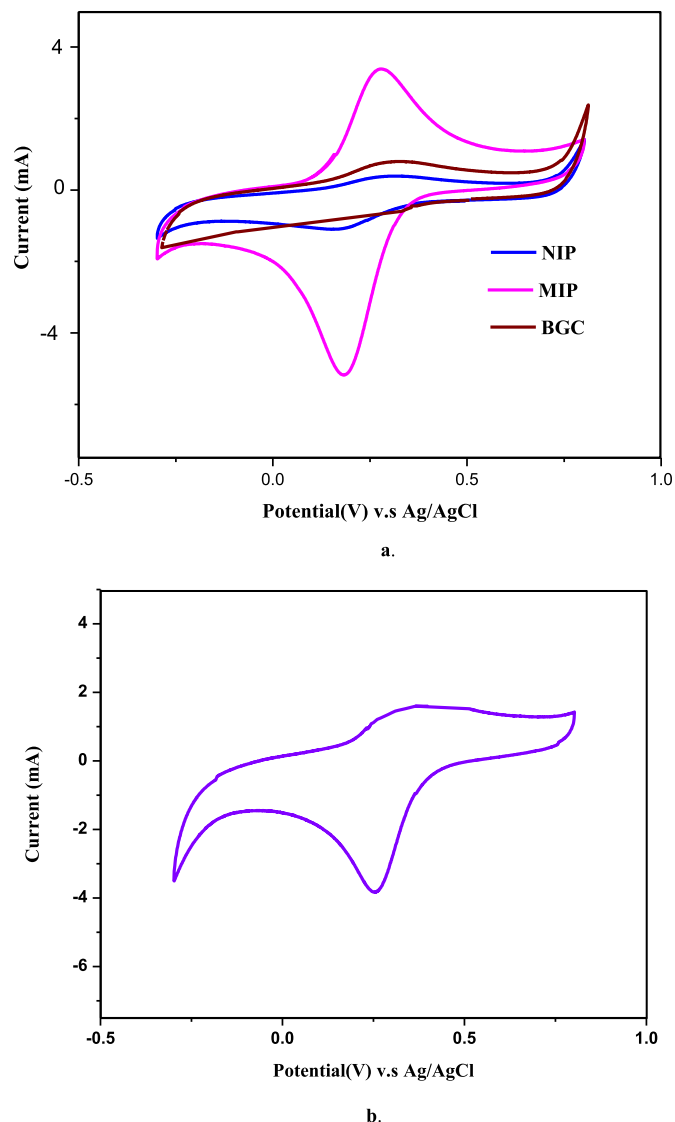 4
0
-4
Current (mA)
NIP
MIP
BGC
-0.5 0.0 0.5 1.0
Potential(V) v.s Ag/AgCl
a.
4
2
0
-2
-4
-6
Current (mA)
-0.5 0.0 0.5 1.0
Potential(V) v.s Ag/AgCl
b.